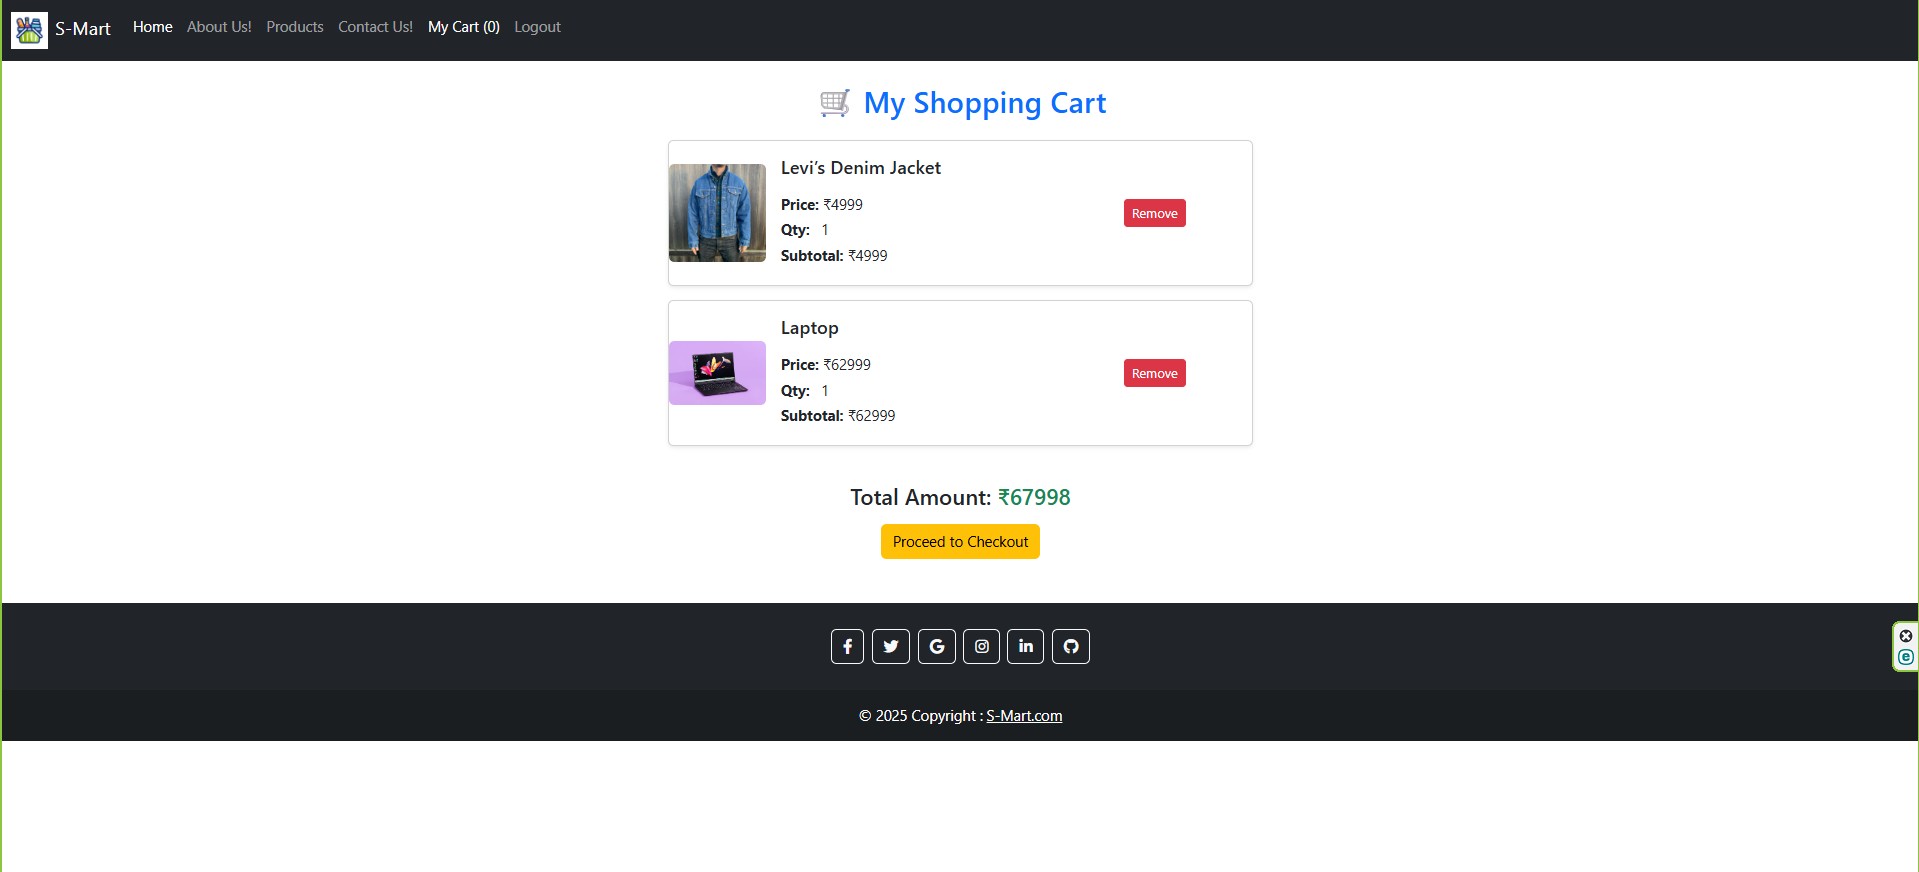 S-Mart Home About Us! Products Contact Us! My Cart (0) Logout
My Shopping Cart
Levi’s Denim Jacket
Price: ₹4999
Qty: 1
Subtotal: ₹4999
Remove
Laptop
Price: ₹62999
Qty: 1
Subtotal: ₹62999
Remove
Total Amount: ₹67998
Proceed to Checkout
© 2025 Copyright : S-Mart.com